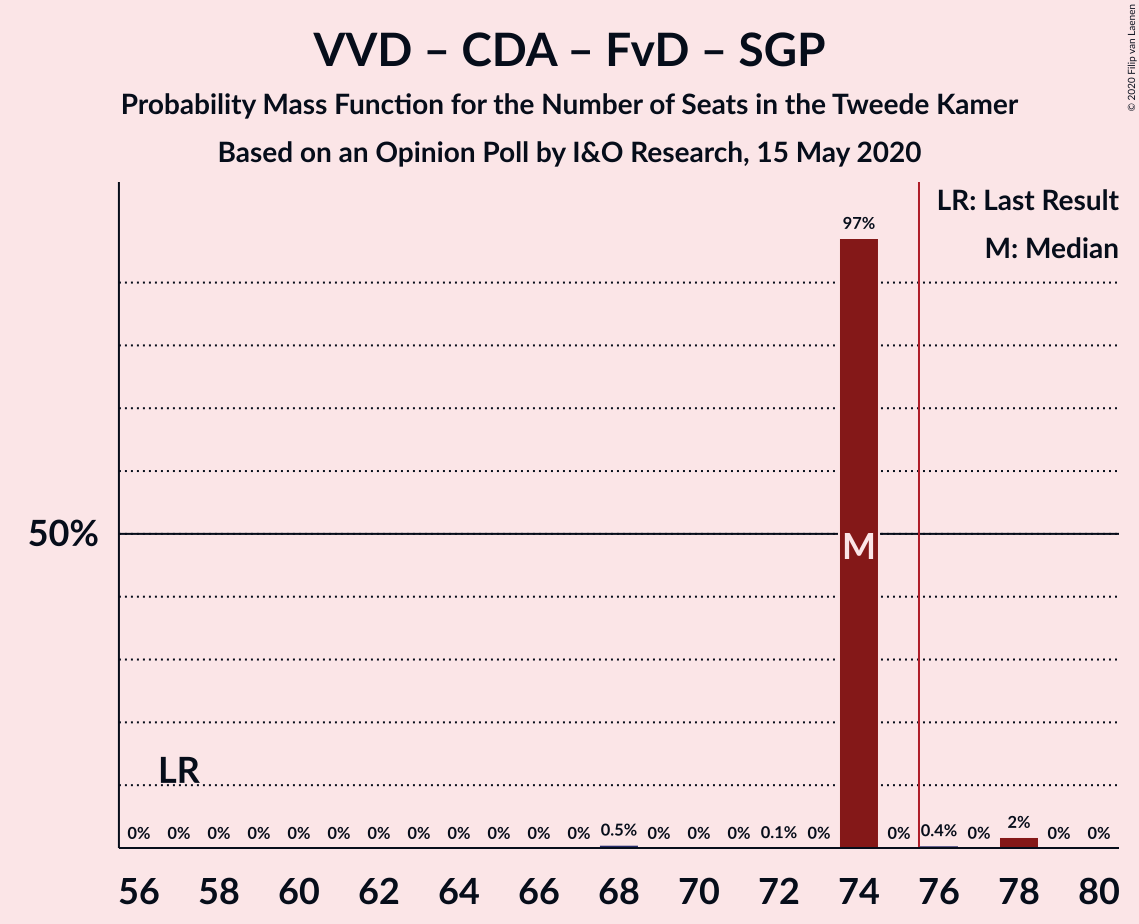 VVD – CDA – FvD – SGP
Probability Mass Function for the Number of Seats in the Tweede Kamer
Based on an Opinion Poll by I&O Research, 15 May 2020
© 2020 Filip van Laenen
LR: Last Result
M: Median
97%
50%
M
LR
0% 0% 0% 0% 0% 0% 0% 0% 0% 0% 0% 0% 0.5% 0% 0% 0% 0.1% 0% 0% 0.4% 0% 2% 0% 0%
56 58 60 62 64 66 68 70 72 74 76 78 80